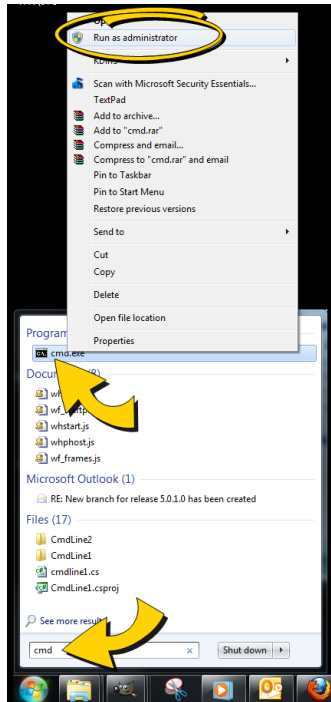 Run as administrator
Scan with Microsoft Security Essentials...
TextPad
Add to archive...
Add to "cmd.rar"
Compress and email...
Compress to "cmd.rar" and email
Pin to Taskbar
Pin to Start Menu
Restore previous versions
Send to
Cut
Copy
Delete
Open file location
Properties
cmd.exe
(8)
whstart.js
whphost.js
wf_frames.js
Microsoft Outlook (1)
RE: New branch for release 5.0.1.0 has been created
Files (17)
CmdLine2
CmdLine1
cmdline1.cs
CmdLine1.csproj
See more
cmd
Shut down